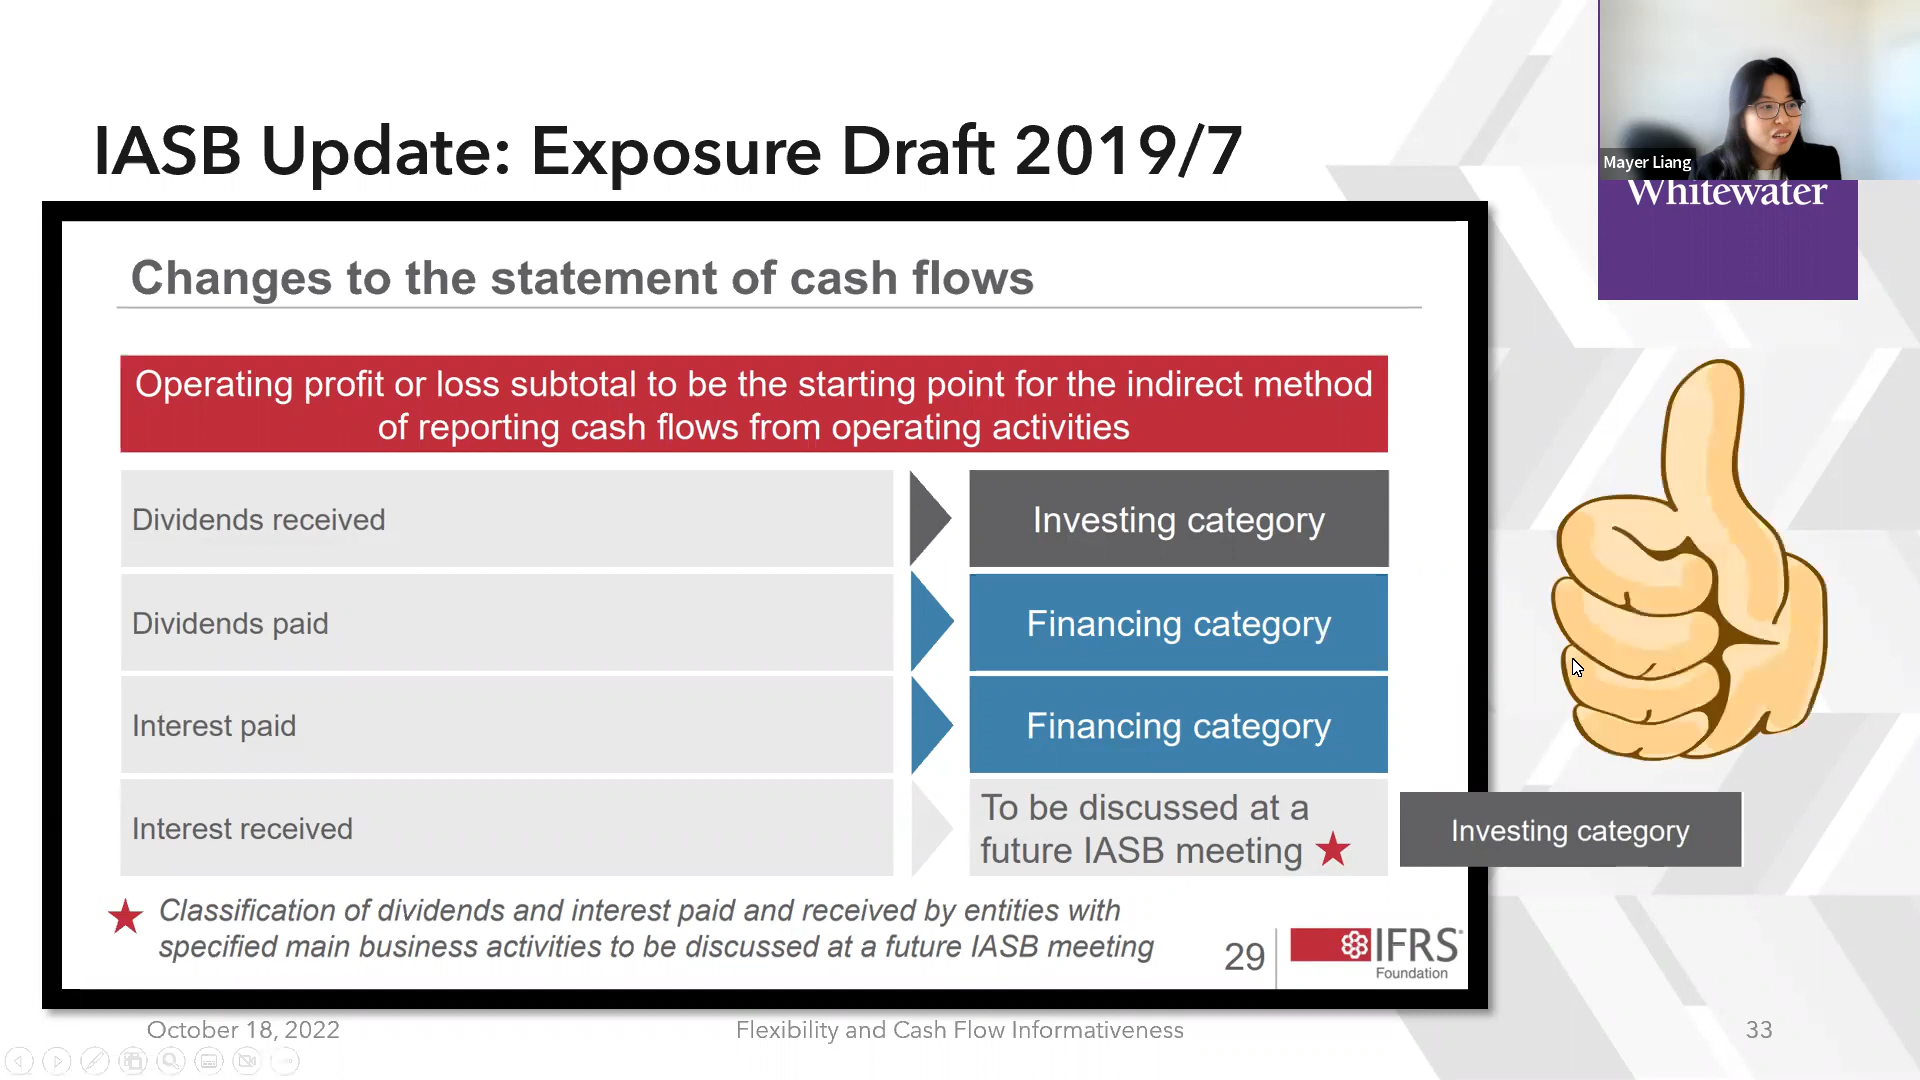 IASB Update: Exposure Draft 2019/7
Mayer Liang
Whitewater
Changes to the statement of cash flows
Operating profit or loss subtotal to be the starting point for the indirect method
of reporting cash flows from operating activities
Dividends received
Investing category
Dividends paid
Financing category
Interest paid
Financing category
Interest received
To be discussed at a
future IASB meeting
Investing category
Classification of dividends and interest paid and received by entities with
specified main business activities to be discussed at a future IASB meeting
29
IFRS
Foundation
October 18, 2022
Flexibility and Cash Flow Informativeness
33